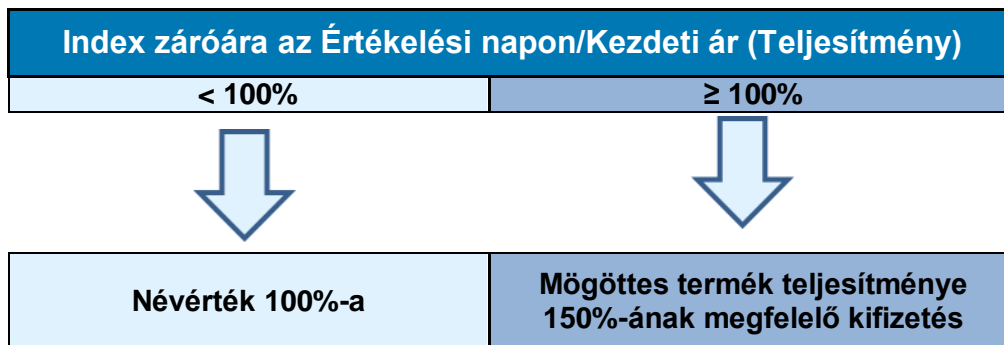 Index záróára az Értékelési napon/Kezdeti ár (Teljesítmény)
< 100%
≥ 100%
Névérték 100%-a
Mögöttes termék teljesítménye
150%-ának megfelelő kifizetés